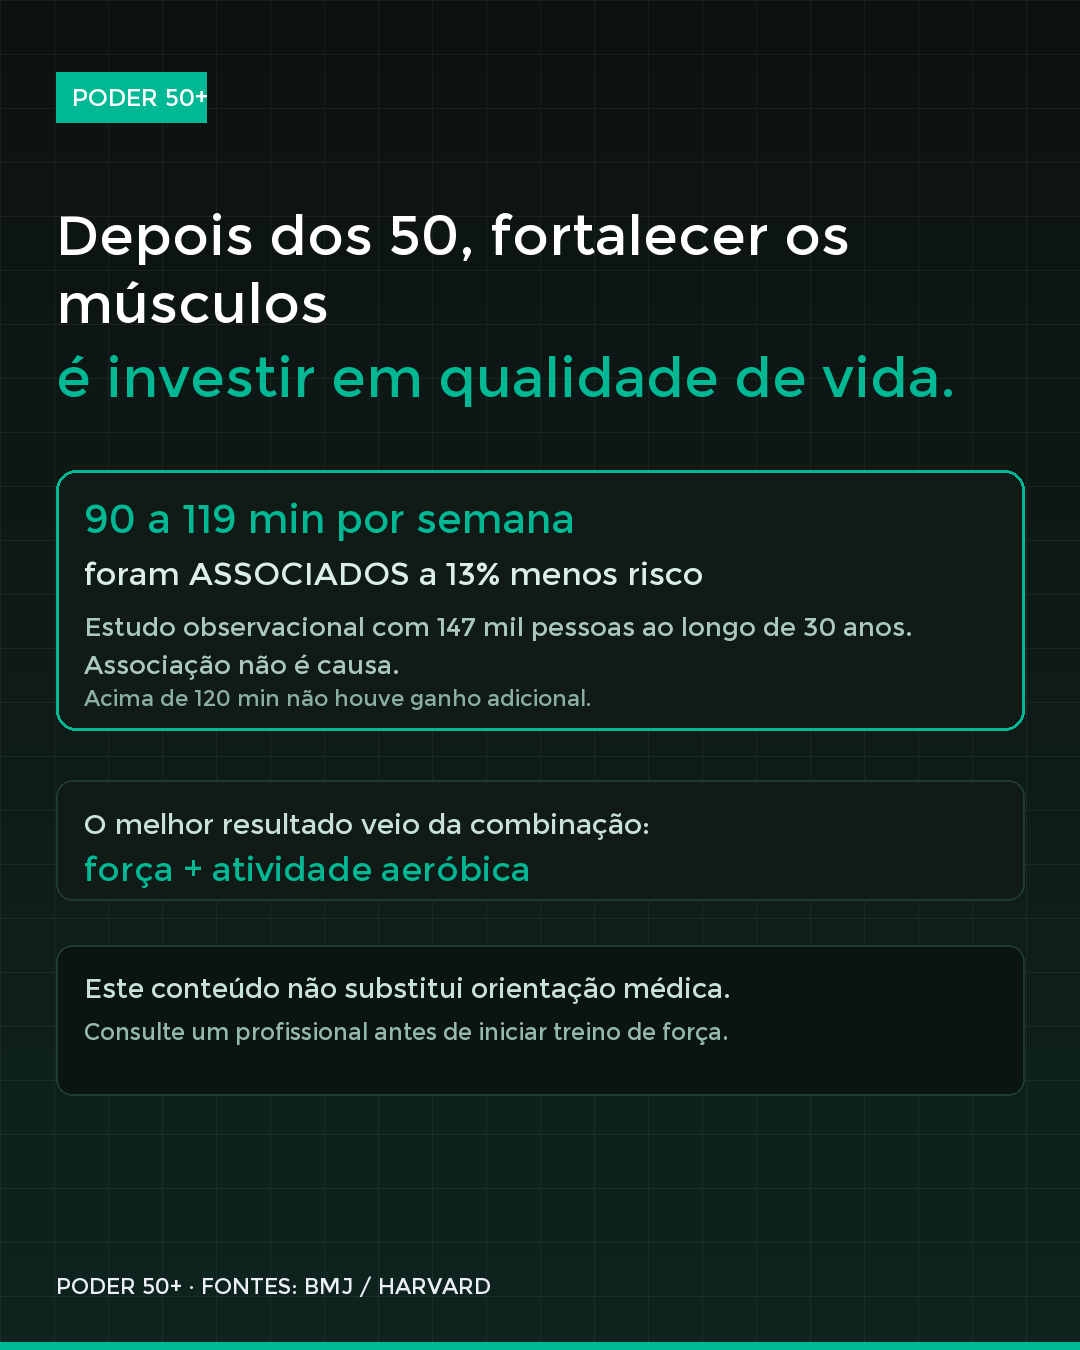 PODER 50+
Depois dos 50, fortalecer os
músculos
é investir em qualidade de vida.
90 a 119 min por semana
foram ASSOCIADOS a 13% menos risco
Estudo observacional com 147 mil pessoas ao longo de 30 anos.
Associação não é causa.
Acima de 120 min não houve ganho adicional.
O melhor resultado veio da combinação:
força + atividade aeróbica
Este conteúdo não substitui orientação médica.
Consulte um profissional antes de iniciar treino de força.
PODER 50+ · FONTES: BMJ / HARVARD